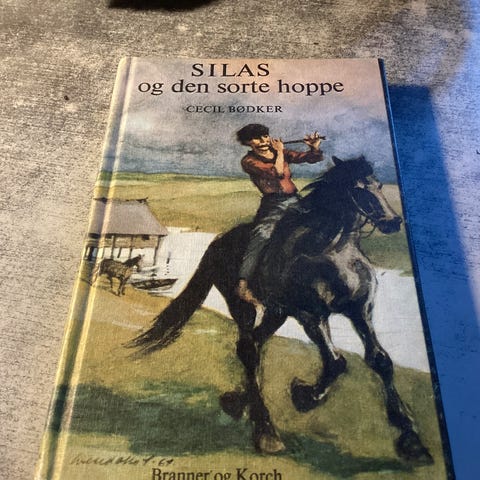 SILAS
og den sorte hoppe
CECIL BØDKER
Branner og Korch